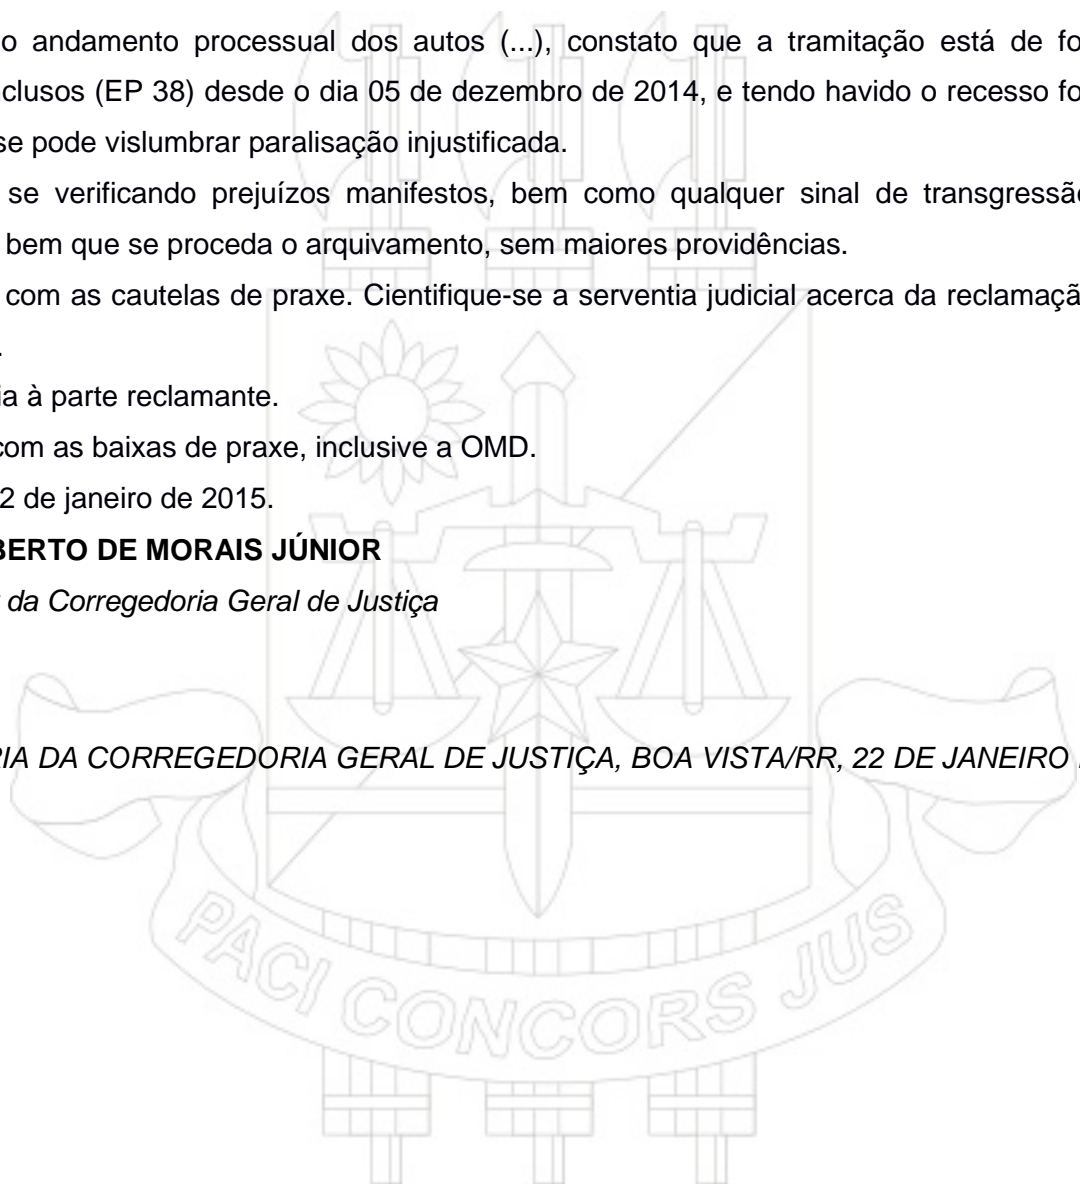 o andamento processual dos autos (...), constato que a tramitação está de fo
clusos (EP 38) desde o dia 05 de dezembro de 2014, e tendo havido o recesso fo
se pode vislumbrar paralisação injustificada.
se verificando prejuízos manifestos, bem como qualquer sinal de transgressão
bem que se proceda o arquivamento, sem maiores providências.
com as cautelas de praxe. Cientifique-se a serventia judicial acerca da reclamaçã
.
ia à parte reclamante.
com as baixas de praxe, inclusive a OMD.
2 de janeiro de 2015.
BERTO DE MORAIS JÚNIOR
da Corregedoria Geral de Justiça
RIA DA CORREGEDORIA GERAL DE JUSTIÇA, BOA VISTA/RR, 22 DE JANEIRO
PACI CONCORS JUS